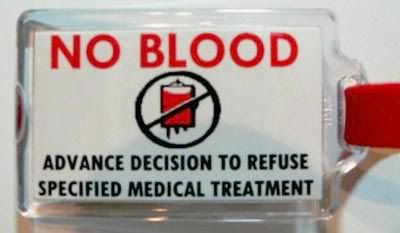 NO BLOOD
ADVANCE DECISION TO REFUSE
SPECIFIED MEDICAL TREATMENT